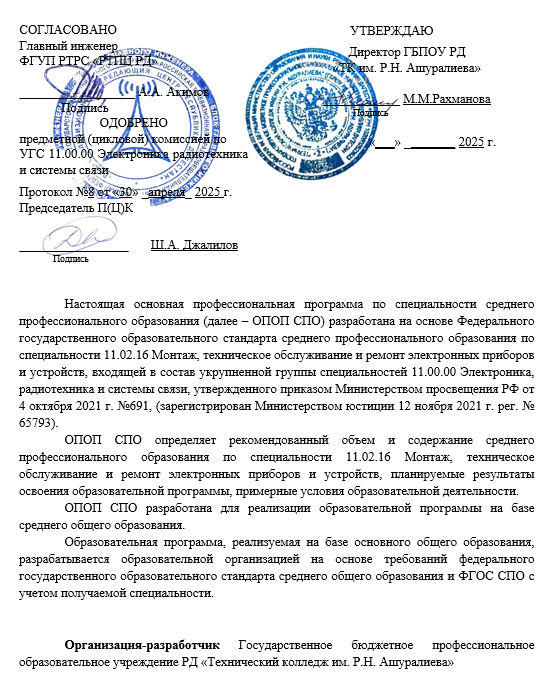 СОГЛАСОВАНО
Главный инженер
ФГУП РТРС «РТПЦ РД»
А.А. Акимов
Подпись
УТВЕРЖДАЮ
Директор ГБПОУ РД
«ТК им. Р.Н. Ашуралиева»
М.М.Рахманова
Подпись
«___» _______ 2025 г.
ОДОБРЕНО
предметной (цикловой) комиссией по
УГС 11.00.00 Электроника радиотехника
и системы связи
Протокол №8 от «30» _апреля_ 2025 г.
Председатель П(Ц)К
Ш.А. Джалилов
Подпись
Настоящая основная профессиональная программа по специальности среднего
профессионального образования (далее – ОПОП СПО) разработана на основе Федерального
государственного образовательного стандарта среднего профессионального образования по
специальности 11.02.16 Монтаж, техническое обслуживание и ремонт электронных приборов
и устройств, входящей в состав укрупненной группы специальностей 11.00.00 Электроника,
радиотехника и системы связи, утвержденного приказом Министерством просвещения РФ от
4 октября 2021 г. №691, (зарегистрирован Министерством юстиции 12 ноября 2021 г. рег. №
65793).
ОПОП СПО определяет рекомендованный объем и содержание среднего
профессионального образования по специальности 11.02.16 Монтаж, техническое
обслуживание и ремонт электронных приборов и устройств, планируемые результаты
освоения образовательной программы, примерные условия образовательной деятельности.
ОПОП СПО разработана для реализации образовательной программы на базе
среднего общего образования.
Образовательная программа, реализуемая на базе основного общего образования,
разрабатывается образовательной организацией на основе требований федерального
государственного образовательного стандарта среднего общего образования и ФГОС СПО с
учетом получаемой специальности.
Организация-разработчик Государственное бюджетное профессиональное
образовательное учреждение РД «Технический колледж им. Р.Н. Ашуралиева»